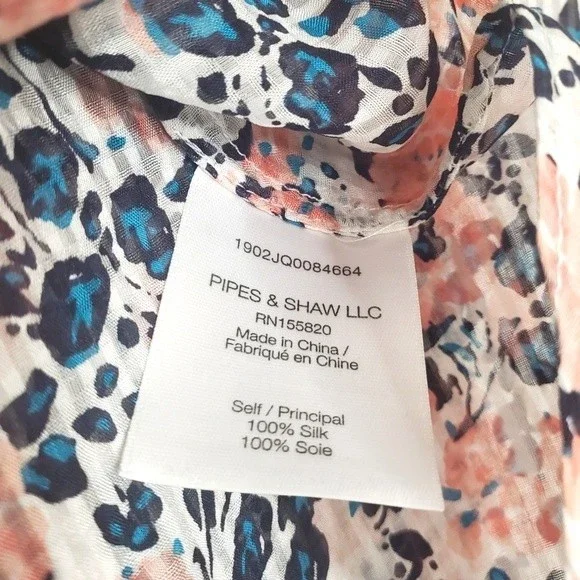 1902JQ0084664
PIPES & SHAW LLC
RN155820
Made in China /
Fabriqué en Chine
Self / Principal
100% Silk
100% Soie